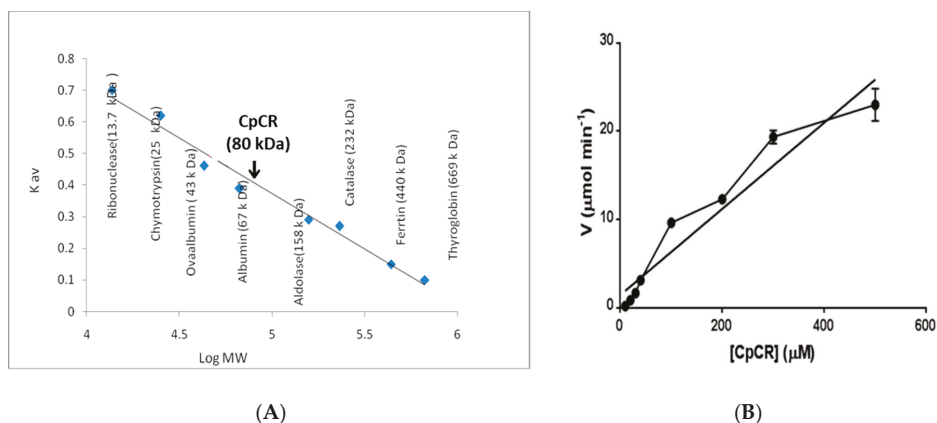 0.8
0.7
0.6
0.5
0.4
0.3
0.2
0.1
0
K av
4
4.5
5
5.5
6
Log MW
Ribonuclease(13.7 kDa )
Chymotrypsin(25 kDa)
Ovaalbumin ( 43 k Da)
Albumin (67 k Da)
CpCR
(80 kDa)
Aldolase(158 k Da)
Catalase (232 kDa)
Ferrtin (440 k Da)
Thyroglobin (669 k Da)
(A)
B)
30
20
10
0
V (μmol min-1)
0
200
400
600
[CpCR] (μM)
(B)